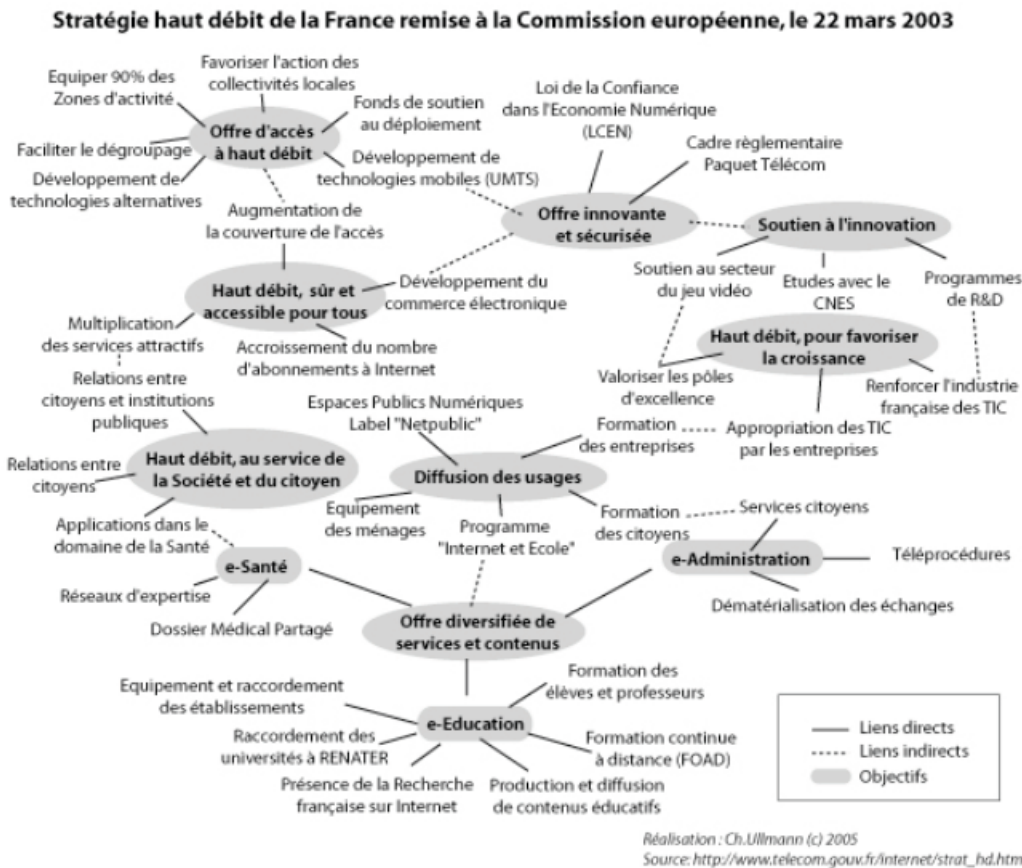 Stratégie haut débit de la France remise à la Commission européenne, le 22 mars 2003
Favoriser l'action des
collectivités locales
Equiper 90% des
Zones d'activité
Fonds de soutien
au déploiement
Offre d'accès
à haut débit
Faciliter le dégroupage
Développement de
technologies mobiles (UMTS)
Développement de
technologies alternatives
Loi de la Confiance
dans l'Economie Numérique
(LCEN)
Cadre règlementaire
Paquet Télécom
Augmentation de
la couverture de l'accès
Offre innovante
et sécurisée
Soutien à l'innovation
Soutien au secteur
du jeu vidéo
Etudes avec le
CNES
Programmes
de R&D
Haut débit, sûr et
accessible pour tous
Développement du
commerce électronique
Multiplication
des services attractifs
Accroissement du nombre
d'abonnements à Internet
Haut débit, pour favoriser
la croissance
Valoriser les pôles
d'excellence
Renforcer l'industrie
française des TIC
Relations entre
citoyens et institutions
publiques
Espaces Publics Numériques
Label "Netpublic"
Formation
des entreprises
Appropriation des TIC
par les entreprises
Relations entre
citoyens
Haut débit, au service de
la Société et du citoyen
Diffusion des usages
Equipement
des ménages
Programme
"Internet et Ecole"
Formation
des citoyens
Services citoyens
Applications dans le
domaine de la Santé
e-Santé
e-Administration
Téléprocédures
Réseaux d'expertise
Dossier Médical Partagé
Offre diversifiée de
services et contenus
Dématérialisation des échanges
Equipement et raccordement
des établissements
Formation des
élèves et professeurs
e-Education
Raccordement des
universités à RENATER
Formation continue
à distance (FOAD)
Présence de la Recherche
française sur Internet
Production et diffusion
de contenus éducatifs
Liens directs
Liens indirects
Objectifs
Réalisation : Ch.Ullmann (c) 2005
Source: http://www.telecom.gouv.fr/internet/strat_hd.htm